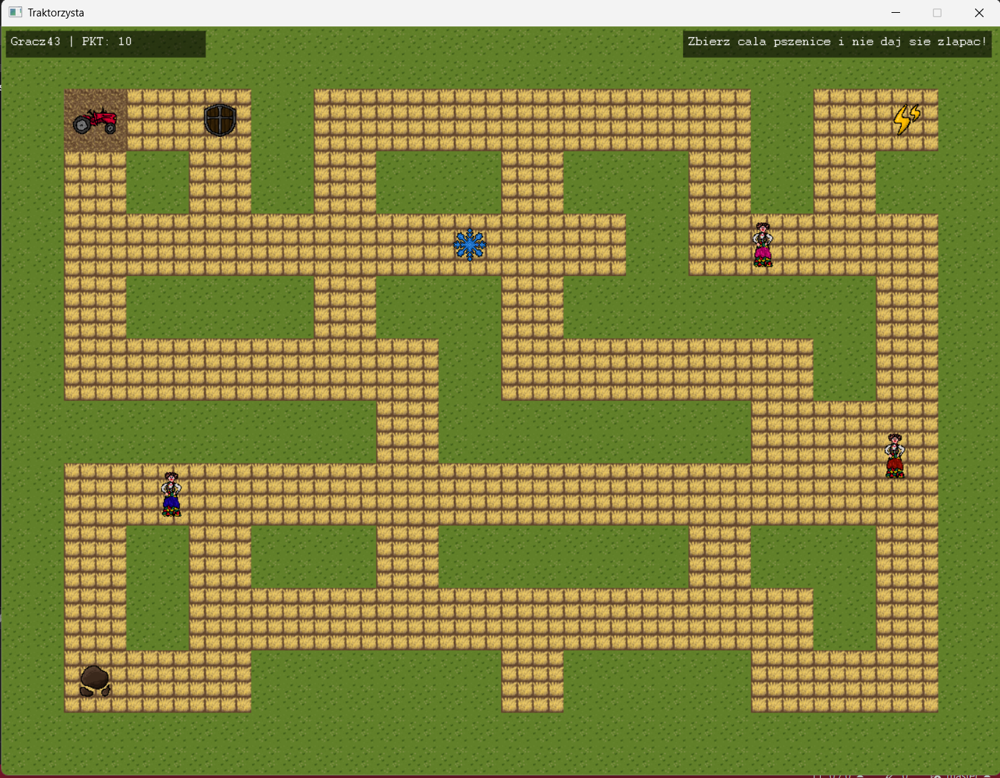 Traktorzysta
Gracz43 | PKT: 10
Zbierz cala pszenice i nie daj sie zlapac!